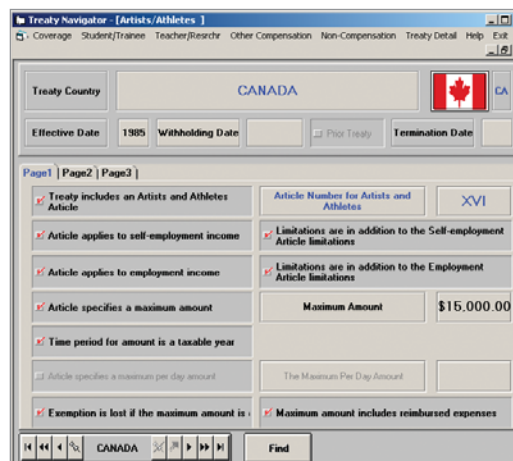 Treaty Navigator - [Artists/Athletes ]
Coverage Student/Trainee Teacher/Resrchr Other Compensation Non-Compensation Treaty Detail Help Exit
Treaty Country
CANADA
CA
Effective Date
1985
Withholding Date
Prior Treaty
Termination Date
Page1
Page2
Page3
Treaty includes an Artists and Athletes
Article
Article Number for Artists and
Athletes
XVI
Article applies to self-employment income
Limitations are in addition to the Self-employment
Article limitations
Article applies to employment income
Limitations are in addition to the Employment
Article limitations
Article specifies a maximum amount
Maximum Amount
$15,000.00
Time period for amount is a taxable year
Article specifies a maximum per day amount
The Maximum Per Day Amount
Exemption is lost if the maximum amount is
Maximum amount includes reimbursed expenses
CANADA
Find